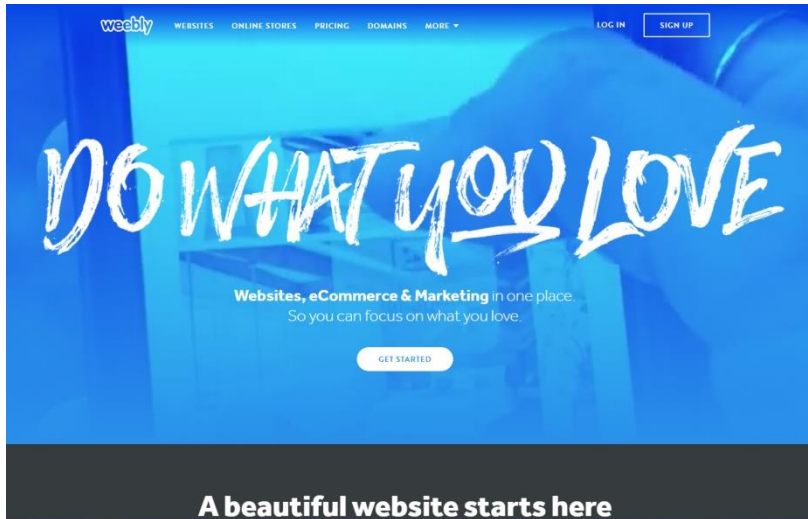 weebly WEBSITES ONLINE STORES PRICING DOMAINS MORE LOG IN SIGN UP
DO WHAT YOU LOVE
Websites, eCommerce & Marketing in one place.
So you can focus on what you love.
GET STARTED
A beautiful website starts here